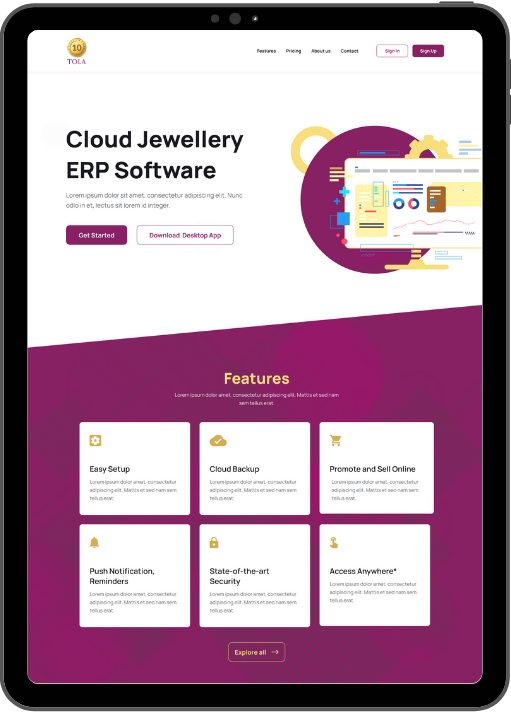 10
TOLA
Features Pricing About us Contact Sign In Sign Up
Cloud Jewellery
ERP Software
Lorem ipsum dolor sit amet, consectetur adipiscing elit. Nunc
odio in et, lectus sit lorem id integer.
Get Started Download Desktop App
Features
Lorem ipsum dolor amet, consectetur adipiscing elit. Mattis et sed nam
sem tellus erat.
Easy Setup
Lorem ipsum dolor amet, consectetur
adipiscing elit. Mattis et sed nam sem
tellus erat.
Cloud Backup
Lorem ipsum dolor amet, consectetur
adipiscing elit. Mattis et sed nam sem
tellus erat.
Promote and Sell Online
Lorem ipsum dolor amet, consectetur
adipiscing elit. Mattis et sed nam sem
tellus erat.
Push Notification,
Reminders
Lorem ipsum dolor amet, consectetur
adipiscing elit. Mattis et sed nam sem
tellus erat.
State-of-the-art
Security
Lorem ipsum dolor amet, consectetur
adipiscing elit. Mattis et sed nam sem
tellus erat.
Access Anywhere*
Lorem ipsum dolor amet, consectetur
adipiscing elit. Mattis et sed nam sem
tellus erat.
Explore all →